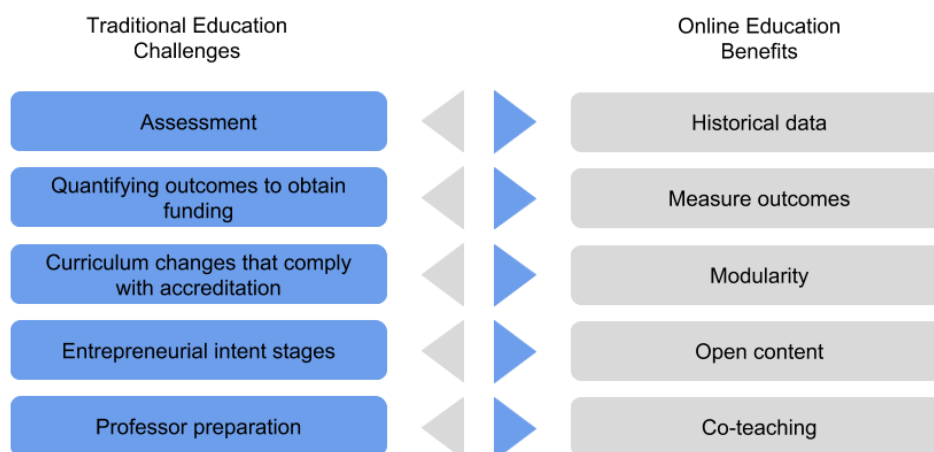 Traditional Education
Challenges
Online Education
Benefits
Assessment
Historical data
Quantifying outcomes to obtain
funding
Measure outcomes
Curriculum changes that comply
with accreditation
Modularity
Entrepreneurial intent stages
Open content
Professor preparation
Co-teaching